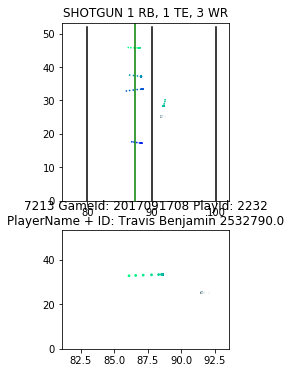 SHOTGUN 1 RB, 1 TE, 3 WR
50
40
30
20
10
0
80 90 100
7213 GameId: 2017091708 PlayId: 2232
PlayerName + ID: Travis Benjamin 2532790.0
40
20
0
82.5 85.0 87.5 90.0 92.5